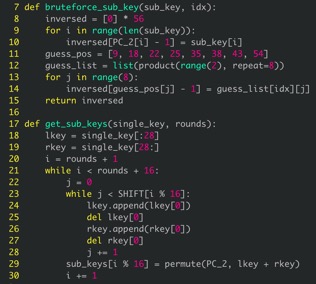 7 def bruteforce_sub_key(sub_key, idx):
8     inversed = [0] * 56
9     for i in range(len(sub_key)):
10         inversed[PC_2[i] - 1] = sub_key[i]
11     guess_pos = [9, 18, 22, 25, 35, 38, 43, 54]
12     guess_list = list(product(range(2), repeat=8))
13     for j in range(8):
14         inversed[guess_pos[j] - 1] = guess_list[idx][j]
15     return inversed
16
17 def get_sub_keys(single_key, rounds):
18     lkey = single_key[:28]
19     rkey = single_key[28:]
20     i = rounds + 1
21     while i < rounds + 16:
22         j = 0
23         while j < SHIFT[i % 16]:
24             lkey.append(lkey[0])
25             del lkey[0]
26             rkey.append(rkey[0])
27             del rkey[0]
28             j += 1
29         sub_keys[i % 16] = permute(PC_2, lkey + rkey)
30         i += 1